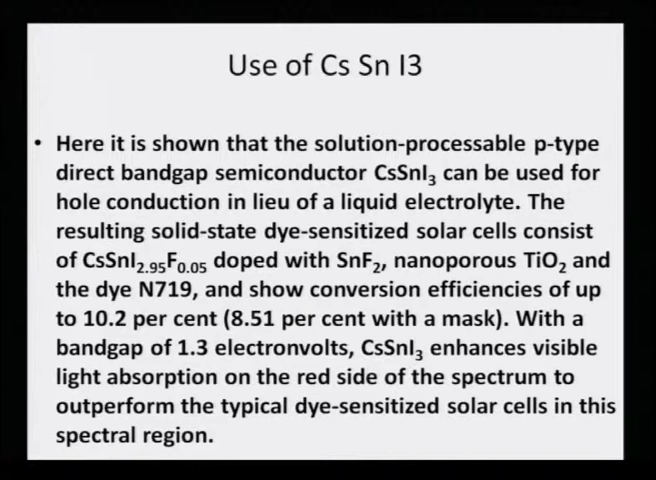 Use of Cs Sn I3
• Here it is shown that the solution-processable p-type
direct bandgap semiconductor CsSnI₃ can be used for
hole conduction in lieu of a liquid electrolyte. The
resulting solid-state dye-sensitized solar cells consist
of CsSnI₂.₉₅F₀.₀₅ doped with SnF₂, nanoporous TiO₂ and
the dye N719, and show conversion efficiencies of up
to 10.2 per cent (8.51 per cent with a mask). With a
bandgap of 1.3 electronvolts, CsSnI₃ enhances visible
light absorption on the red side of the spectrum to
outperform the typical dye-sensitized solar cells in this
spectral region.